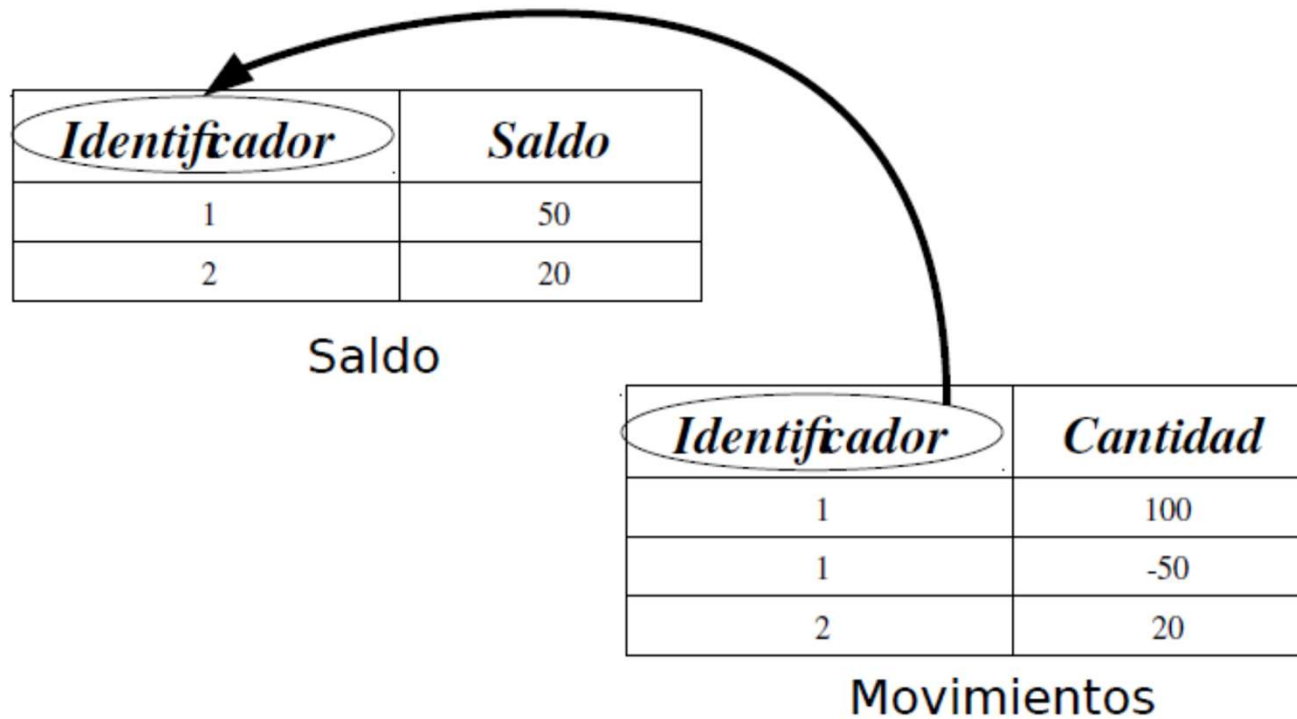 Identificador Saldo
1 50
2 20
Saldo
Identificador Cantidad
1 100
1 -50
2 20
Movimientos